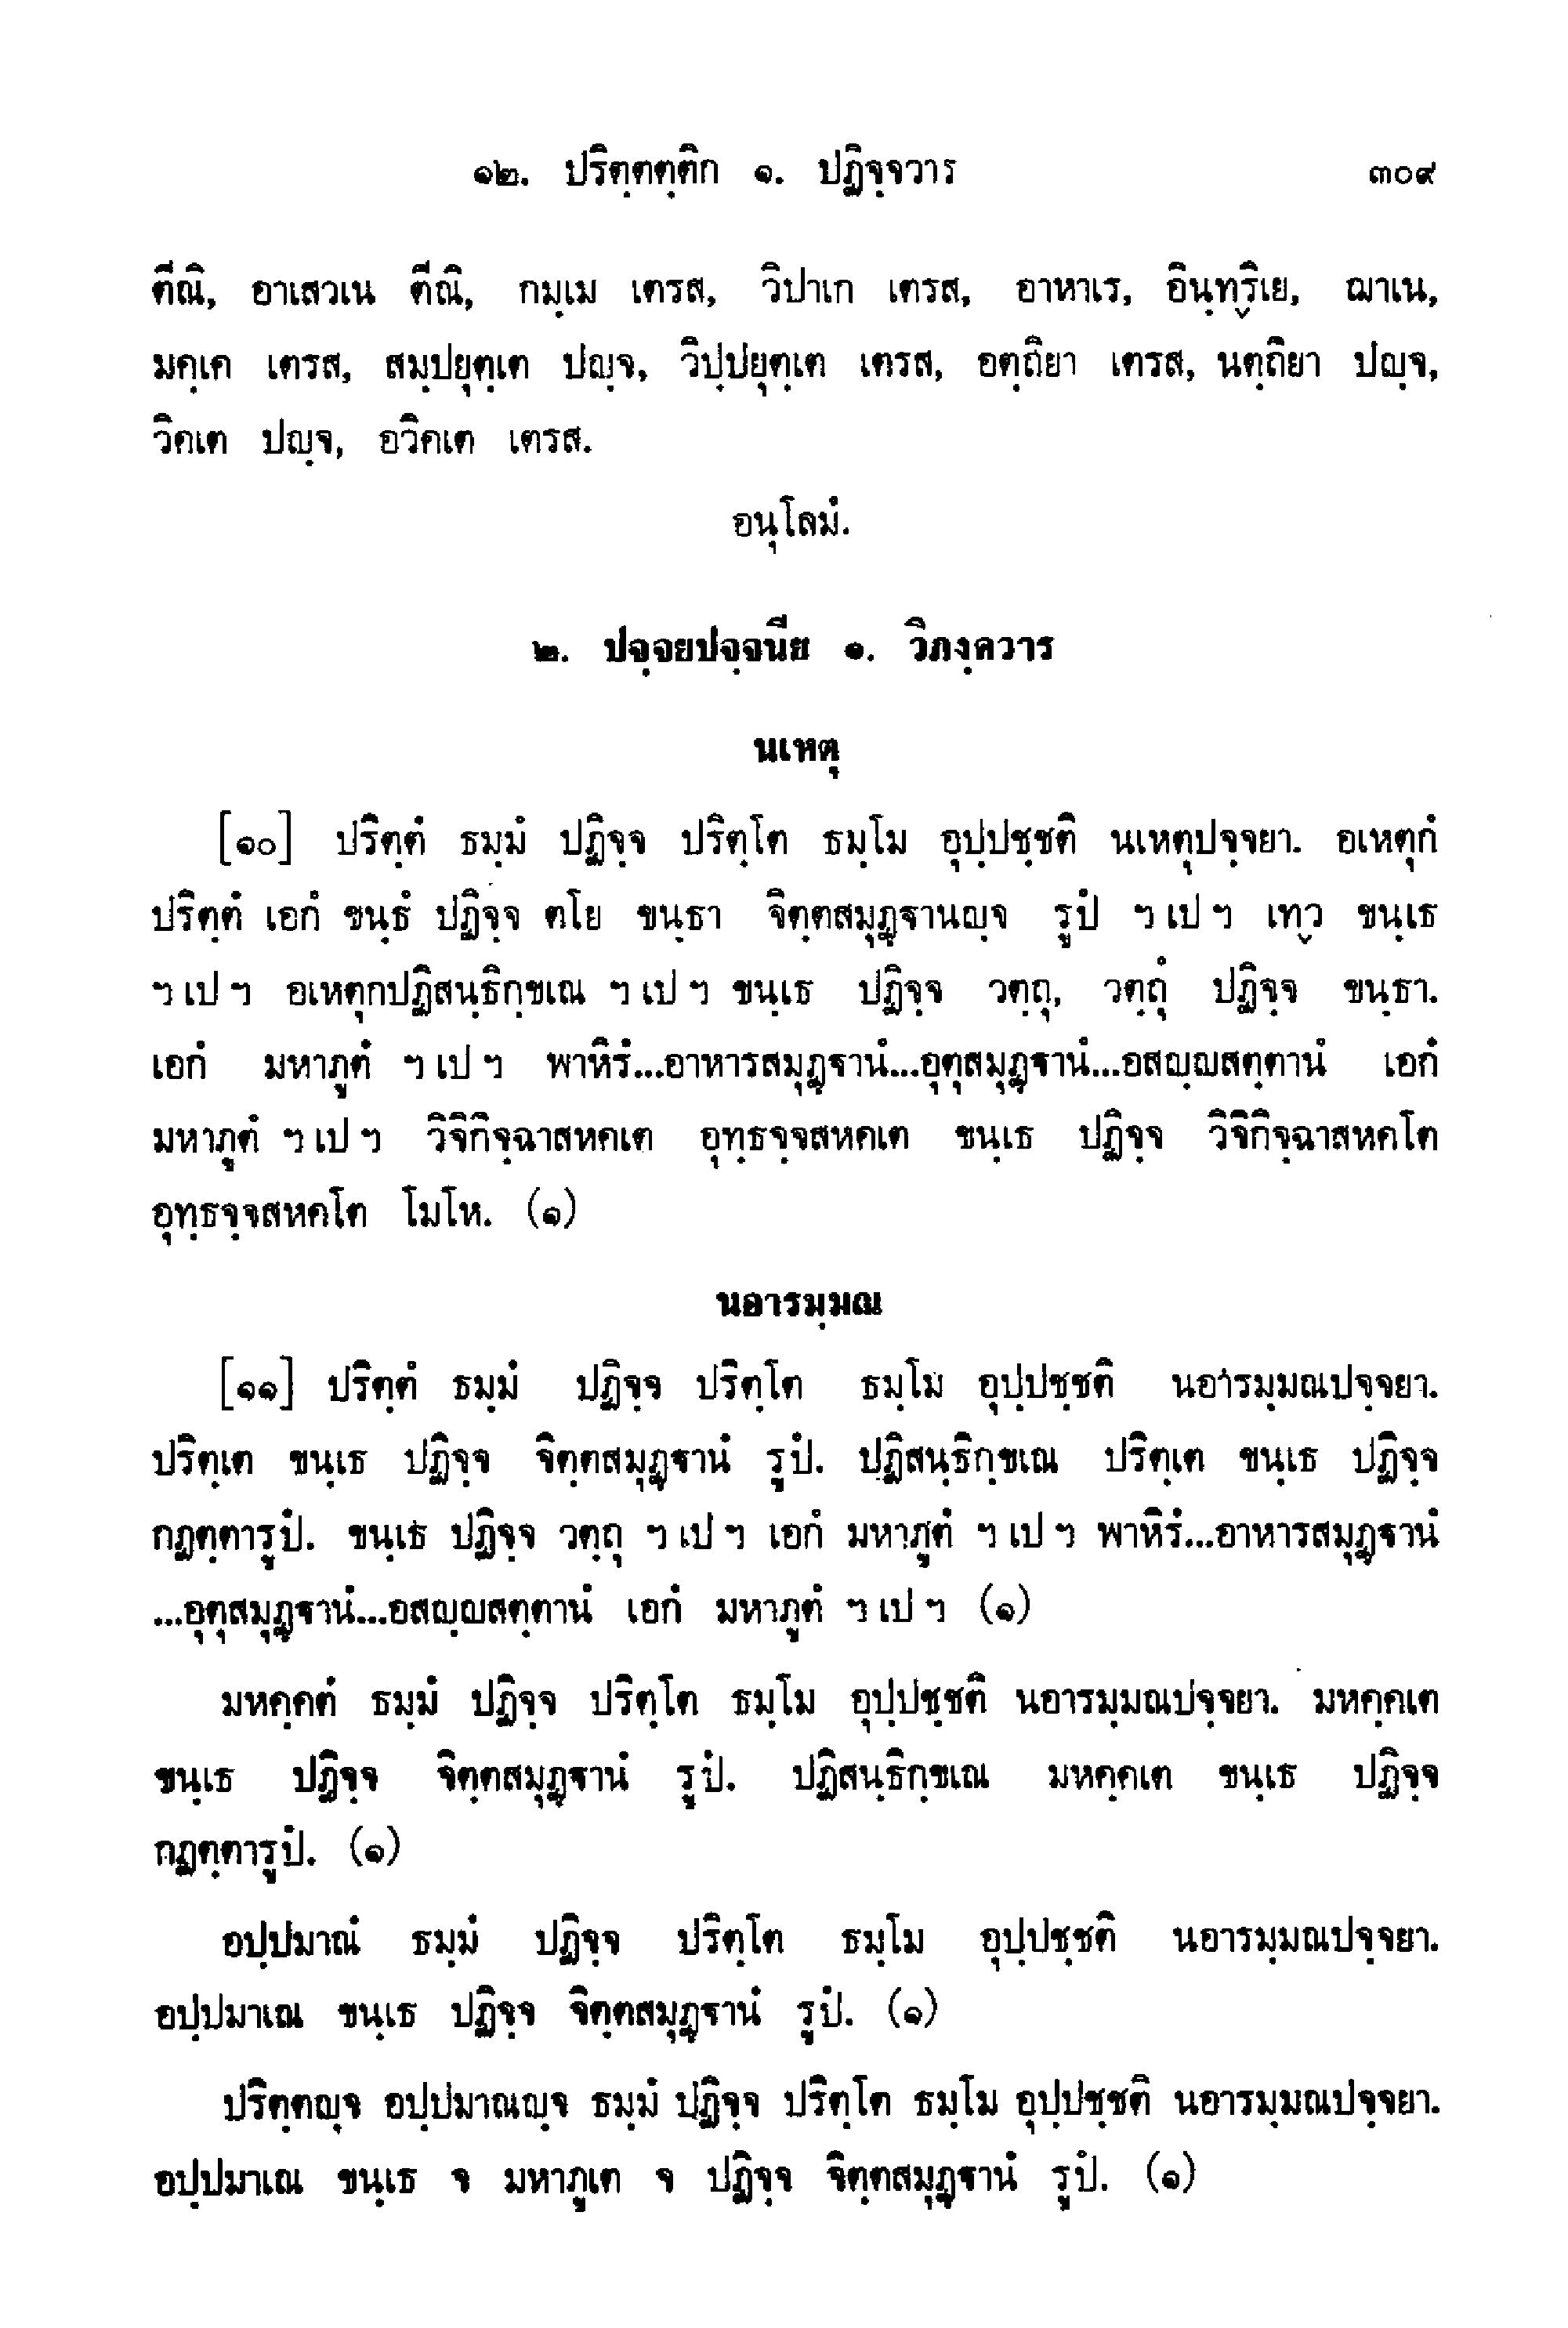 ๑๒. ปริตฺตตฺติก ๑. ปฏิจฺจวาร ๓๐๙
ตีณิ, อาเสวเน ตีณิ, กมฺเม เตรส, วิปาเก เตรส, อาหาเร, อินฺทฺริเย, ฌาเน,
มคฺเค เตรส, สมฺปยุตฺเต ปญฺจ, วิปฺปยุตฺเต เตรส, อตฺถิยา เตรส, นตฺถิยา ปญฺจ,
วิคเต ปญฺจ, อวิคเต เตรส.
อนุโลมํ.
๒. ปจฺจยปจฺจนีย ๑. วิภงฺควาร
นเหตุ
[๑๐] ปริตฺตํ ธมฺมํ ปฏิจฺจ ปริตฺโต ธมฺโม อุปฺปชฺชติ นเหตุปจฺจยา. อเหตุกํ
ปริตฺตํ เอกํ ขนฺธํ ปฏิจฺจ ตโย ขนฺธา จิตฺตสมุฏฺฐานญฺจ รูปํ ฯ เป ฯ เทฺว ขนฺเธ
ฯ เป ฯ อเหตุกปฏิสนฺธิกฺขเณ ฯ เป ฯ ขนฺเธ ปฏิจฺจ วตฺถุ, วตฺถุํ ปฏิจฺจ ขนฺธา.
เอกํ มหาภูตํ ฯ เป ฯ พาหิรํ...อาหารสมุฏฺฐานํ...อุตุสมุฏฺฐานํ...อสญฺญสตฺตานํ เอกํ
มหาภูตํ ฯ เป ฯ วิจิกิจฺฉาสหคเต อุทฺธจฺจสหคเต ขนฺเธ ปฏิจฺจ วิจิกิจฺฉาสหคโต
อุทฺธจฺจสหคโต โมโห. (๑)
นอารมฺมณ
[๑๑] ปริตฺตํ ธมฺมํ ปฏิจฺจ ปริตฺโต ธมฺโม อุปฺปชฺชติ นอารมฺมณปจฺจยา.
ปริตฺเต ขนฺเธ ปฏิจฺจ จิตฺตสมุฏฺฐานํ รูปํ. ปฏิสนฺธิกฺขเณ ปริตฺเต ขนฺเธ ปฏิจฺจ
กฏตฺตารูปํ. ขนฺเธ ปฏิจฺจ วตฺถุ ฯ เป ฯ เอกํ มหาภูตํ ฯ เป ฯ พาหิรํ...อาหารสมุฏฺฐานํ
...อุตุสมุฏฺฐานํ...อสญฺญสตฺตานํ เอกํ มหาภูตํ ฯ เป ฯ (๑)
มหคฺคตํ ธมฺมํ ปฏิจฺจ ปริตฺโต ธมฺโม อุปฺปชฺชติ นอารมฺมณปจฺจยา. มหคฺคเต
ขนฺเธ ปฏิจฺจ จิตฺตสมุฏฺฐานํ รูปํ. ปฏิสนฺธิกฺขเณ มหคฺคเต ขนฺเธ ปฏิจฺจ
กฏตฺตารูปํ. (๑)
อปฺปมาณํ ธมฺมํ ปฏิจฺจ ปริตฺโต ธมฺโม อุปฺปชฺชติ นอารมฺมณปจฺจยา.
อปฺปมาเณ ขนฺเธ ปฏิจฺจ จิตฺตสมุฏฺฐานํ รูปํ. (๑)
ปริตฺตญฺจ อปฺปมาณญฺจ ธมฺมํ ปฏิจฺจ ปริตฺโต ธมฺโม อุปฺปชฺชติ นอารมฺมณปจฺจยา.
อปฺปมาเณ ขนฺเธ จ มหาภูเต จ ปฏิจฺจ จิตฺตสมุฏฺฐานํ รูปํ. (๑)